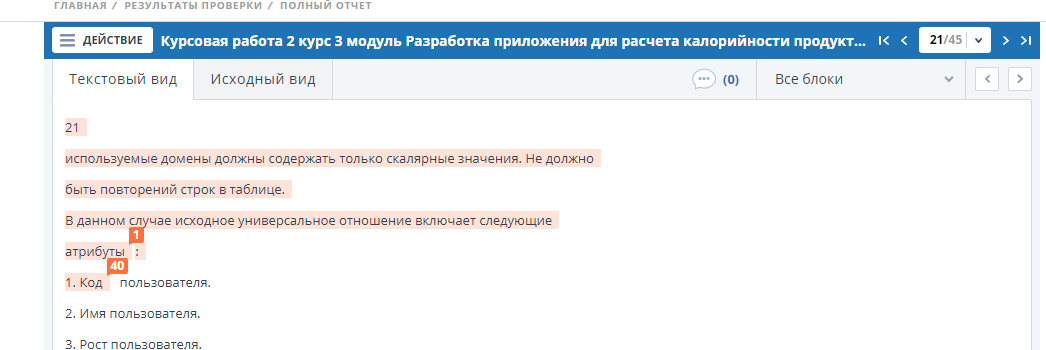 ГЛАВНАЯ / РЕЗУЛЬТАТЫ ПРОВЕРКИ / ПОЛНЫЙ ОТЧЕТ
ДЕЙСТВИЕ Курсовая работа 2 курс 3 модуль Разработка приложения для расчета калорийности продукт... 21/45
Текстовый вид Исходный вид (0) Все блоки
21
используемые домены должны содержать только скалярные значения. Не должно
быть повторений строк в таблице.
В данном случае исходное универсальное отношение включает следующие
1
атрибуты :
40
1. Код пользователя.
2. Имя пользователя.
3. Рост пользователя.